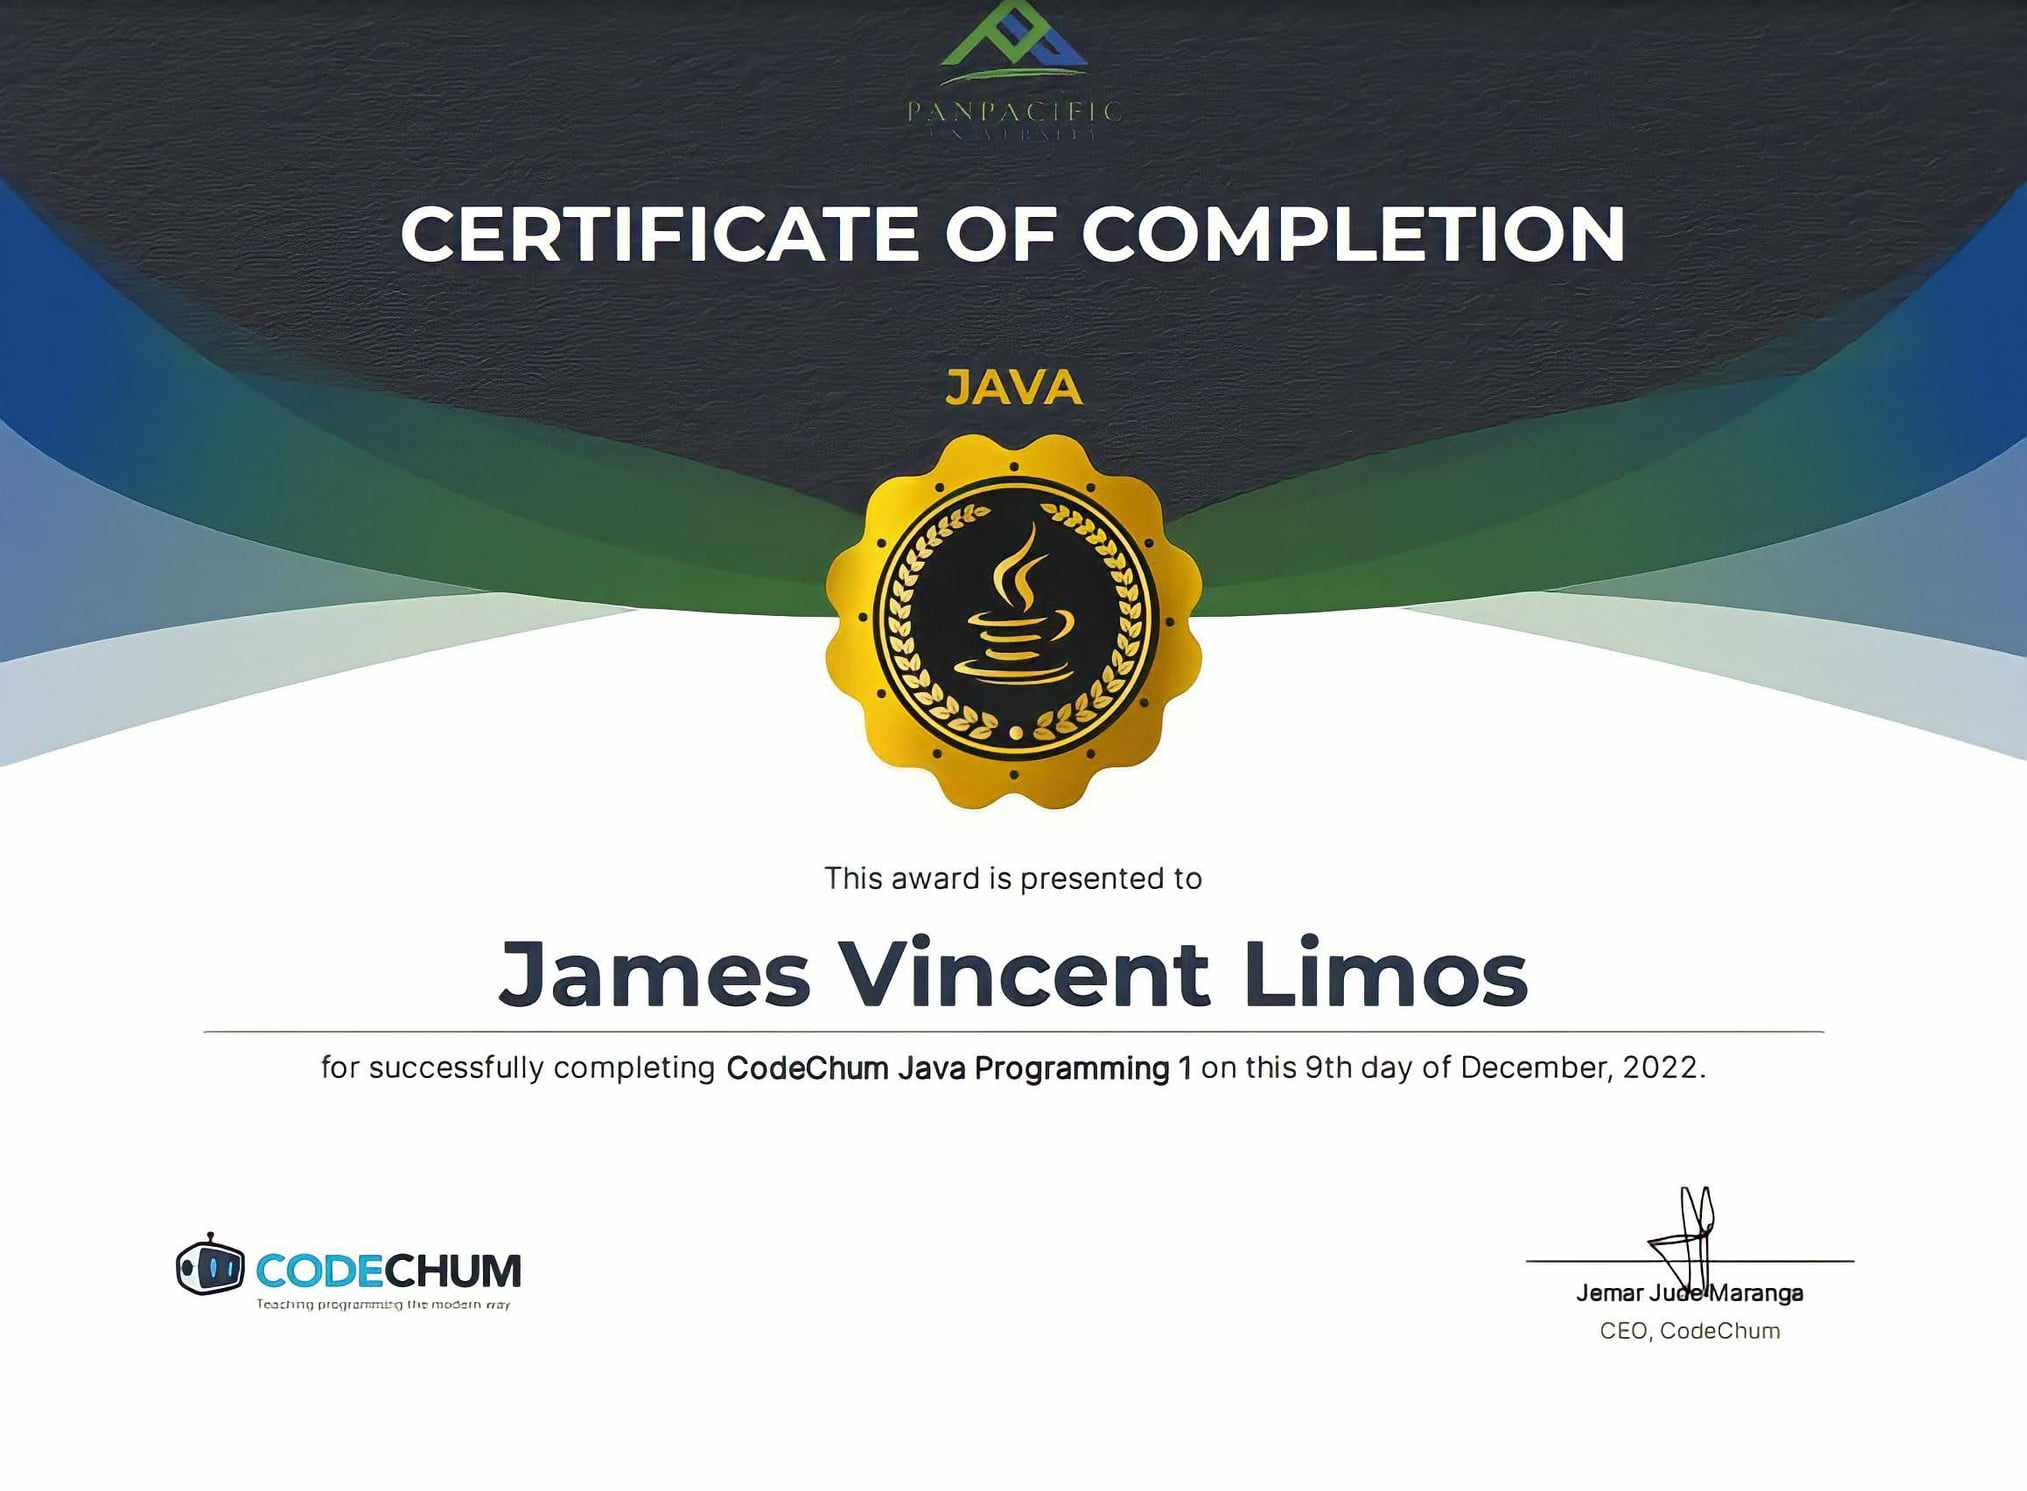 PANPACIFIC
UNIVERSITY
CERTIFICATE OF COMPLETION
JAVA
This award is presented to
James Vincent Limos
for successfully completing CodeChum Java Programming 1 on this 9th day of December, 2022.
CODECHUM
Teaching programming the modern way
Jemar Jude Maranga
CEO, CodeChum